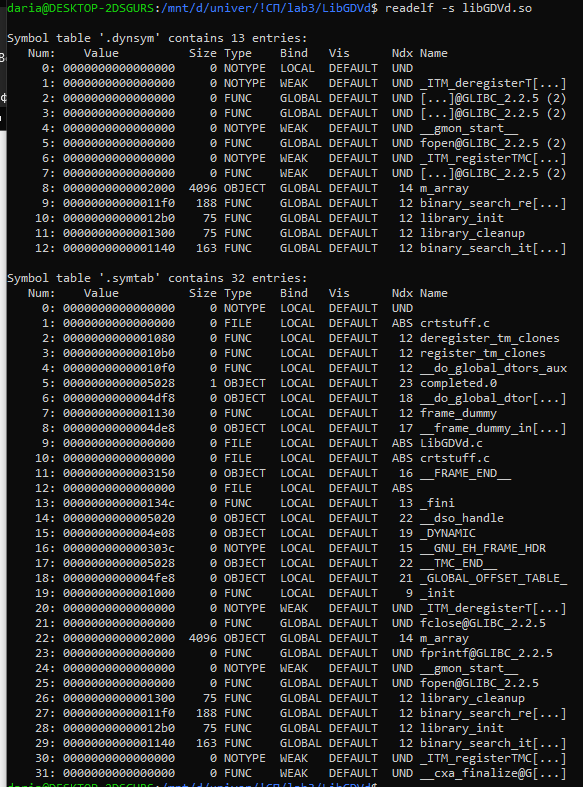 daria@DESKTOP-2DSGURS:/mnt/d/univer/!СП/lab3/LibGDVd$ readelf -s libGDVd.so

Symbol table '.dynsym' contains 13 entries:
   Num:    Value          Size Type    Bind   Vis      Ndx Name
     0: 0000000000000000     0 NOTYPE  LOCAL  DEFAULT  UND
     1: 0000000000000000     0 NOTYPE  WEAK   DEFAULT  UND _ITM_deregisterT[...]
     2: 0000000000000000     0 FUNC    GLOBAL DEFAULT  UND [...]@GLIBC_2.2.5 (2)
     3: 0000000000000000     0 FUNC    GLOBAL DEFAULT  UND [...]@GLIBC_2.2.5 (2)
     4: 0000000000000000     0 NOTYPE  WEAK   DEFAULT  UND __gmon_start__
     5: 0000000000000000     0 FUNC    GLOBAL DEFAULT  UND fopen@GLIBC_2.2.5 (2)
     6: 0000000000000000     0 NOTYPE  WEAK   DEFAULT  UND _ITM_registerTMC[...]
     7: 0000000000000000     0 FUNC    WEAK   DEFAULT  UND [...]@GLIBC_2.2.5 (2)
     8: 0000000000002000  4096 OBJECT  GLOBAL DEFAULT   14 m_array
     9: 00000000000011f0   188 FUNC    GLOBAL DEFAULT   12 binary_search_re[...]
    10: 00000000000012b0    75 FUNC    GLOBAL DEFAULT   12 library_init
    11: 0000000000001300    75 FUNC    GLOBAL DEFAULT   12 library_cleanup
    12: 0000000000001140   163 FUNC    GLOBAL DEFAULT   12 binary_search_it[...]

Symbol table '.symtab' contains 32 entries:
   Num:    Value          Size Type    Bind   Vis      Ndx Name
     0: 0000000000000000     0 NOTYPE  LOCAL  DEFAULT  UND
     1: 0000000000000000     0 FILE    LOCAL  DEFAULT  ABS crtstuff.c
     2: 0000000000001080     0 FUNC    LOCAL  DEFAULT   12 deregister_tm_clones
     3: 00000000000010b0     0 FUNC    LOCAL  DEFAULT   12 register_tm_clones
     4: 00000000000010f0     0 FUNC    LOCAL  DEFAULT   12 __do_global_dtors_aux
     5: 0000000000005028     1 OBJECT  LOCAL  DEFAULT   23 completed.0
     6: 0000000000004df8     0 OBJECT  LOCAL  DEFAULT   18 __do_global_dtor[...]
     7: 0000000000001130     0 FUNC    LOCAL  DEFAULT   12 frame_dummy
     8: 0000000000004de8     0 OBJECT  LOCAL  DEFAULT   17 __frame_dummy_in[...]
     9: 0000000000000000     0 FILE    LOCAL  DEFAULT  ABS LibGDVd.c
    10: 0000000000000000     0 FILE    LOCAL  DEFAULT  ABS crtstuff.c
    11: 0000000000003150     0 OBJECT  LOCAL  DEFAULT   16 __FRAME_END__
    12: 0000000000000000     0 FILE    LOCAL  DEFAULT  ABS
    13: 000000000000134c     0 FUNC    LOCAL  DEFAULT   13 _fini
    14: 0000000000005020     0 OBJECT  LOCAL  DEFAULT   22 __dso_handle
    15: 0000000000004e08     0 OBJECT  LOCAL  DEFAULT   19 _DYNAMIC
    16: 000000000000303c     0 NOTYPE  LOCAL  DEFAULT   15 __GNU_EH_FRAME_HDR
    17: 0000000000005028     0 OBJECT  LOCAL  DEFAULT   22 __TMC_END__
    18: 0000000000004fe8     0 OBJECT  LOCAL  DEFAULT   21 _GLOBAL_OFFSET_TABLE_
    19: 0000000000001000     0 FUNC    LOCAL  DEFAULT    9 _init
    20: 0000000000000000     0 NOTYPE  WEAK   DEFAULT  UND _ITM_deregisterT[...]
    21: 0000000000000000     0 FUNC    GLOBAL DEFAULT  UND fclose@GLIBC_2.2.5
    22: 0000000000002000  4096 OBJECT  GLOBAL DEFAULT   14 m_array
    23: 0000000000000000     0 FUNC    GLOBAL DEFAULT  UND fprintf@GLIBC_2.2.5
    24: 0000000000000000     0 NOTYPE  WEAK   DEFAULT  UND __gmon_start__
    25: 0000000000000000     0 FUNC    GLOBAL DEFAULT  UND fopen@GLIBC_2.2.5
    26: 0000000000001300    75 FUNC    GLOBAL DEFAULT   12 library_cleanup
    27: 00000000000011f0   188 FUNC    GLOBAL DEFAULT   12 binary_search_re[...]
    28: 00000000000012b0    75 FUNC    GLOBAL DEFAULT   12 library_init
    29: 0000000000001140   163 FUNC    GLOBAL DEFAULT   12 binary_search_it[...]
    30: 0000000000000000     0 NOTYPE  WEAK   DEFAULT  UND _ITM_registerTMC[...]
    31: 0000000000000000     0 FUNC    WEAK   DEFAULT  UND __cxa_finalize@G[...]
daria@DESKTOP-2DSGURS:/mnt/d/univer/!СП/lab3/LibGDVd$